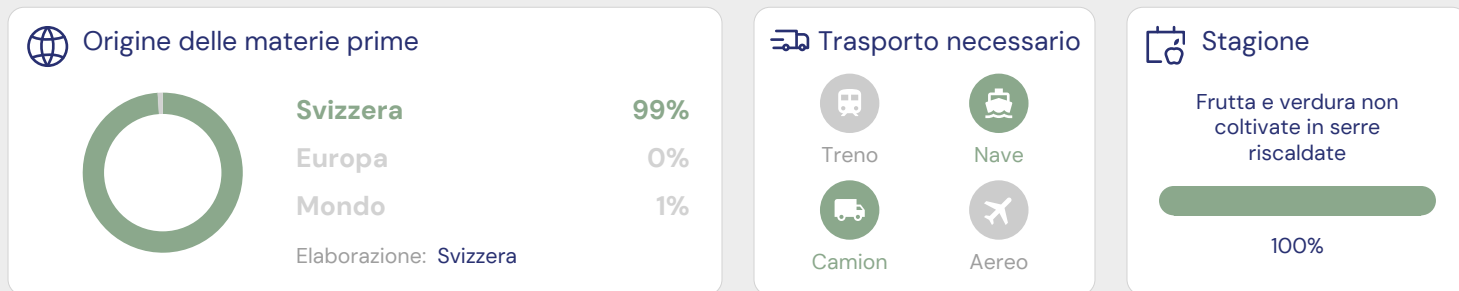 Origine delle materie prime
Svizzera 99%
Europa 0%
Mondo 1%
Elaborazione: Svizzera
Trasporto necessario
Treno
Nave
Camion
Aereo
Stagione
Frutta e verdura non
coltivate in serre
riscaldate
100%